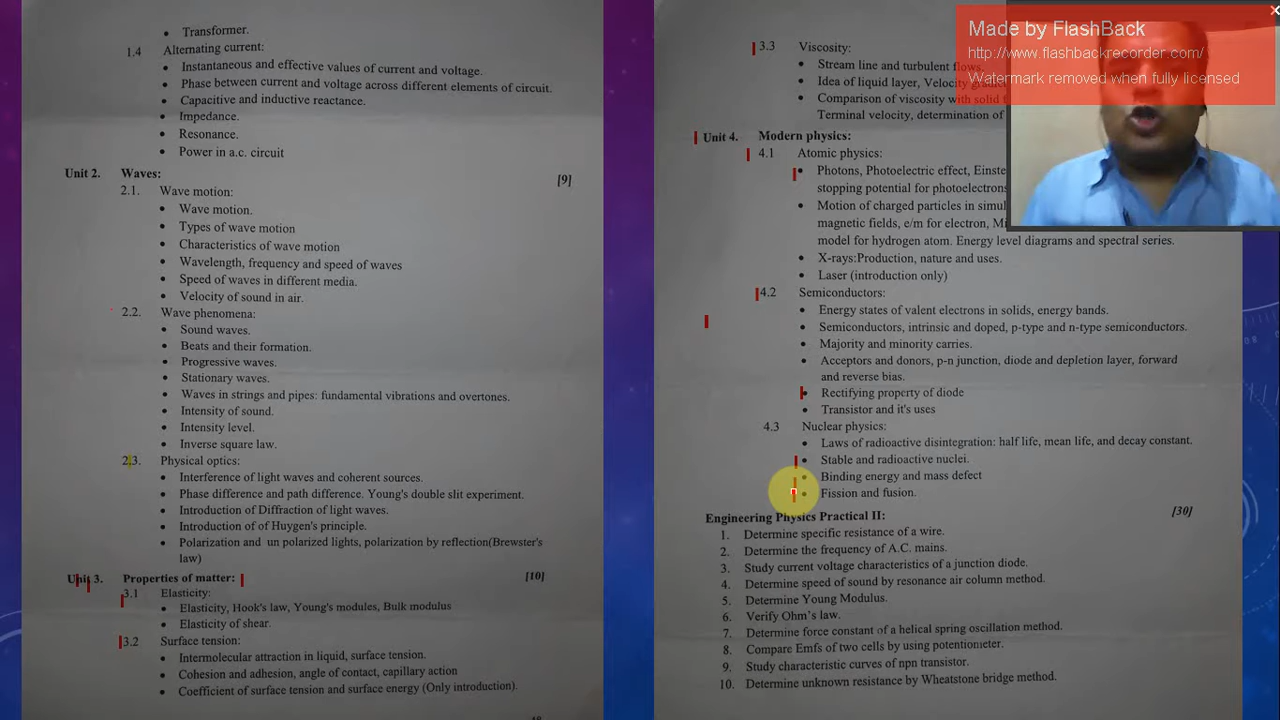 • Transformer.
1.4 Alternating current:
• Instantaneous and effective values of current and voltage.
• Phase between current and voltage across different elements of circuit.
• Capacitive and inductive reactance.
• Impedance.
• Resonance.
• Power in a.c. circuit
Unit 2. Waves: [9]
2.1. Wave motion:
• Wave motion.
• Types of wave motion
• Characteristics of wave motion
• Wavelength, frequency and speed of waves
• Speed of waves in different media.
• Velocity of sound in air.
2.2. Wave phenomena:
• Sound waves.
• Beats and their formation.
• Progressive waves.
• Stationary waves.
• Waves in strings and pipes: fundamental vibrations and overtones.
• Intensity of sound.
• Intensity level.
• Inverse square law.
2.3. Physical optics:
• Interference of light waves and coherent sources.
• Phase difference and path difference. Young's double slit experiment.
• Introduction of Diffraction of light waves.
• Introduction of of Huygen's principle.
• Polarization and un polarized lights, polarization by reflection(Brewster's
law)
Unit 3. Properties of matter: [10]
3.1 Elasticity:
• Elasticity, Hook's law, Young's modules, Bulk modulus
• Elasticity of shear.
3.2 Surface tension:
• Intermolecular attraction in liquid, surface tension.
• Cohesion and adhesion, angle of contact, capillary action
• Coefficient of surface tension and surface energy (Only introduction).
3.3 Viscosity:
• Stream line and turbulent flows.
• Idea of liquid layer, Velocity gradient
• Comparison of viscosity with solid
Terminal velocity, determination of
Unit 4. Modern physics:
4.1 Atomic physics:
• Photons, Photoelectric effect,
stopping potential for photoelectrons
• Motion of charged particles in
magnetic fields, e/m for electron,
model for hydrogen atom. Energy level diagrams and spectral series.
• X-rays:Production, nature and uses.
• Laser (introduction only)
4.2 Semiconductors:
• Energy states of valent electrons in solids, energy bands.
• Semiconductors, intrinsic and doped, p-type and n-type semiconductors.
• Majority and minority carries.
• Acceptors and donors, p-n junction, diode and depletion layer, forward
and reverse bias.
• Rectifying property of diode
• Transistor and it's uses
4.3 Nuclear physics:
• Laws of radioactive disintegration: half life, mean life, and decay constant.
• Stable and radioactive nuclei.
• Binding energy and mass defect
• Fission and fusion.
Engineering Physics Practical II: [30]
1. Determine specific resistance of a wire.
2. Determine the frequency of A.C. mains.
3. Study current voltage characteristics of a junction diode.
4. Determine speed of sound by resonance air column method.
5. Determine Young Modulus.
6. Verify Ohm's law.
7. Determine force constant of a helical spring oscillation method.
8. Compare Emfs of two cells by using potentiometer.
9. Study characteristic curves of npn transistor.
10. Determine unknown resistance by Wheatstone bridge method.
Made by FlashBack
http://www.flashbackrecorder.com/
Watermark removed when fully licensed